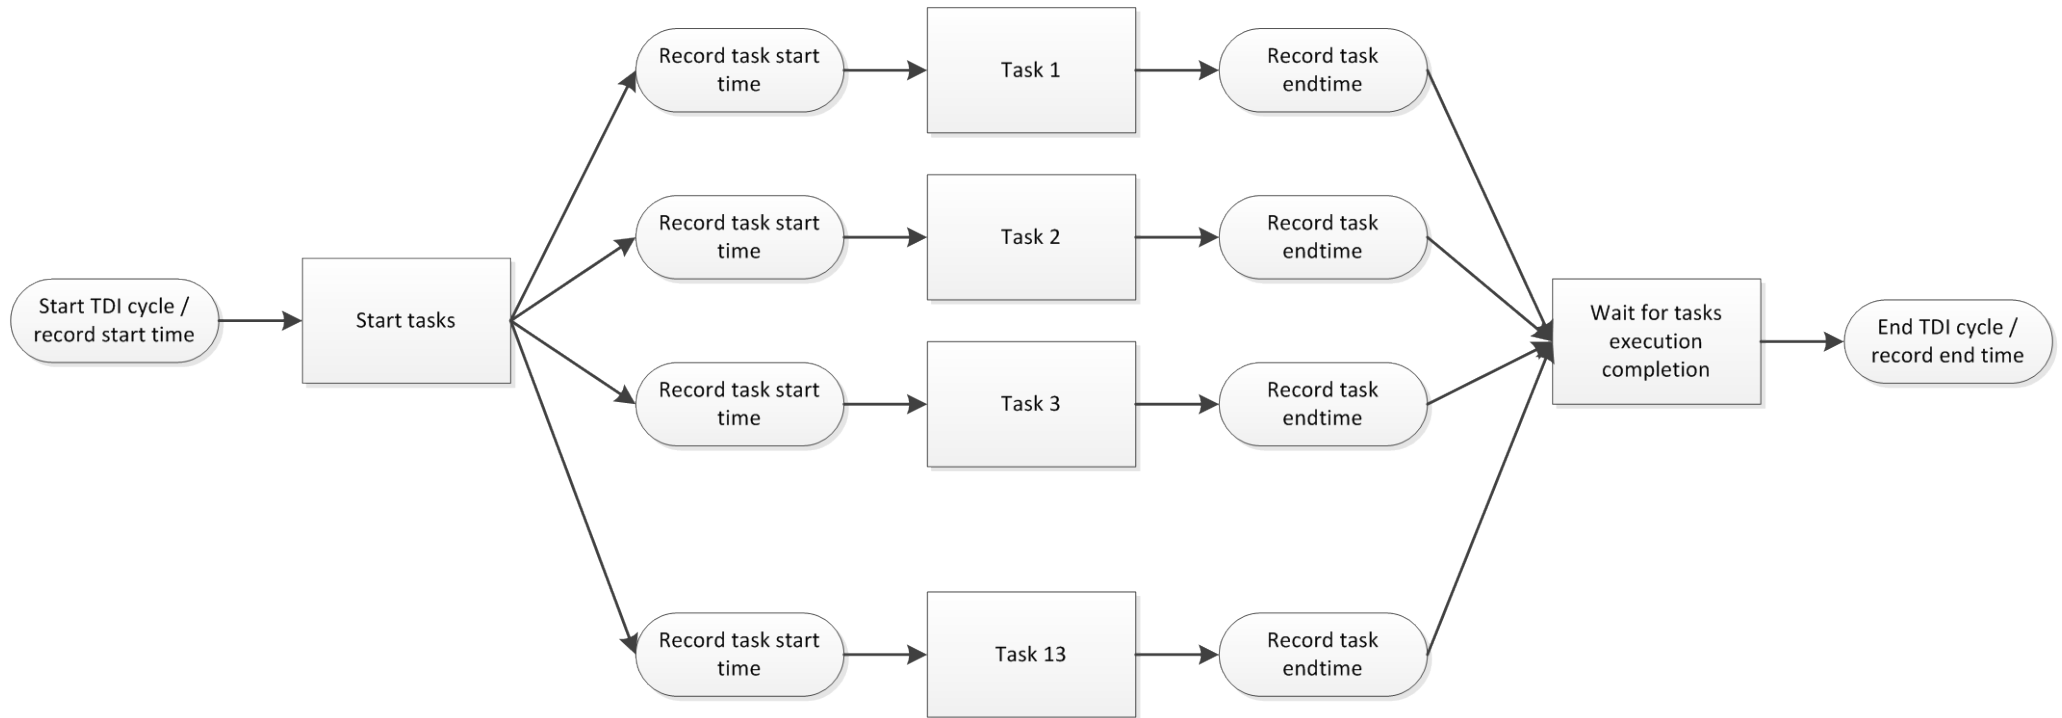 Record task start
time
Task 1
Record task
endtime
Record task start
time
Task 2
Record task
endtime
Start TDI cycle /
record start time
Start tasks
Wait for tasks
execution
completion
End TDI cycle /
record end time
Record task start
time
Task 3
Record task
endtime
Record task start
time
Task 13
Record task
endtime